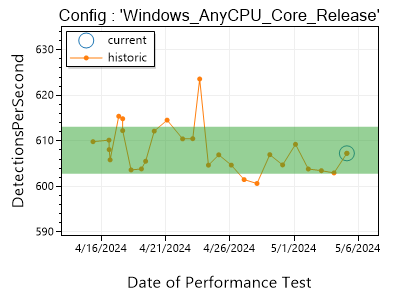 Config : 'Windows_AnyCPU_Core_Release'
current
historic
DetectionsPerSecond
630
620
610
600
590
4/16/2024
4/21/2024
4/26/2024
5/1/2024
5/6/2024
Date of Performance Test